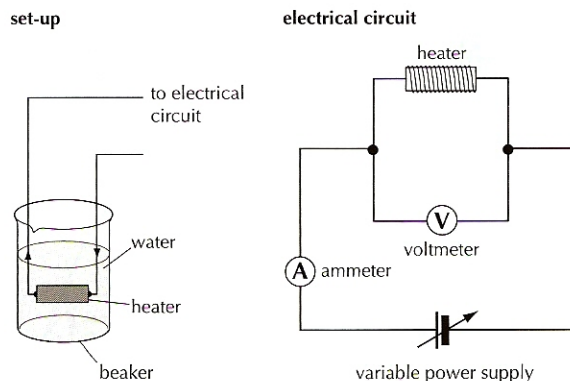 set-up
to electrical
circuit
water
heater
beaker
electrical circuit
heater
V
voltmeter
A ammeter
variable power supply